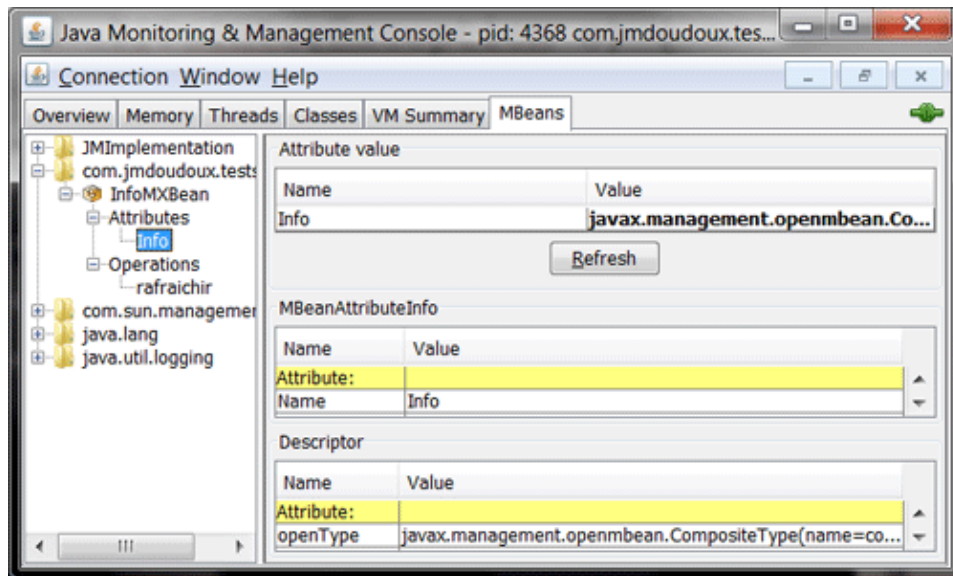 Java Monitoring & Management Console - pid: 4368 com.jmdoudoux.tes...
Connection Window Help
Overview Memory Threads Classes VM Summary MBeans
JMImplementation
com.jmdoudoux.tests
InfoMXBean
Attributes
Info
Operations
rafraichir
com.sun.managemer
java.lang
java.util.logging
Attribute value
Name Value
Info javax.management.openmbean.Co...
Refresh
MBeanAttributeInfo
Name Value
Attribute:
Name Info
Descriptor
Name Value
Attribute:
openType javax.management.openmbean.CompositeType(name=co...